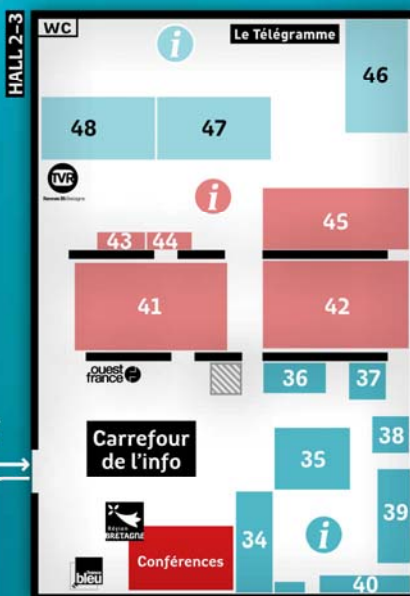 HALL 2-3
WC
i
Le Télégramme
46
48
47
TVR
i
45
43
44
41
42
ouest
france
36
37
38
Carrefour
de l'info
35
39
Région
BRETAGNE
Conférences
34
i
bleu
40